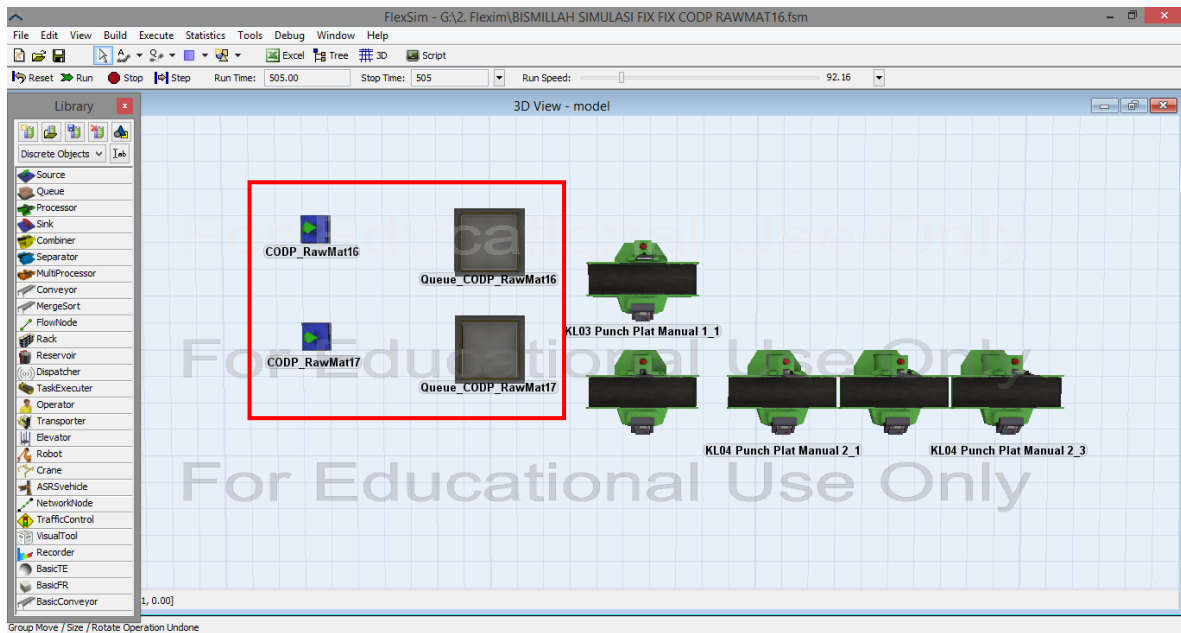 FlexSim - G:\2. Flexim\BISMILLAH SIMULASI FIX FIX CODP RAWMAT16.fsm
File Edit View Build Execute Statistics Tools Debug Window Help
Excel Tree 3D Script
Reset Run Stop Step Run Time: 505.00 Stop Time: 505 Run Speed: 92.16
Library
3D View - model
Discrete Objects
Source
Queue
Processor
Sink
Combiner
Separator
MultiProcessor
Conveyor
MergeSort
FlowNode
Rack
Reservoir
Dispatcher
TaskExecuter
Operator
Transporter
Elevator
Robot
Crane
ASRSvehicle
NetworkNode
TrafficControl
VisualTool
Recorder
BasicTE
BasicFR
BasicConveyor
For Educational Use Only
CODP_RawMat16
Queue_CODP_RawMat16
KL03 Punch Plat Manual 1_1
For Educational Use Only
CODP_RawMat17
Queue_CODP_RawMat17
KL04 Punch Plat Manual 2_1
KL04 Punch Plat Manual 2_3
For Educational Use Only
1, 0.00]
Group Move / Size / Rotate Operation Undone